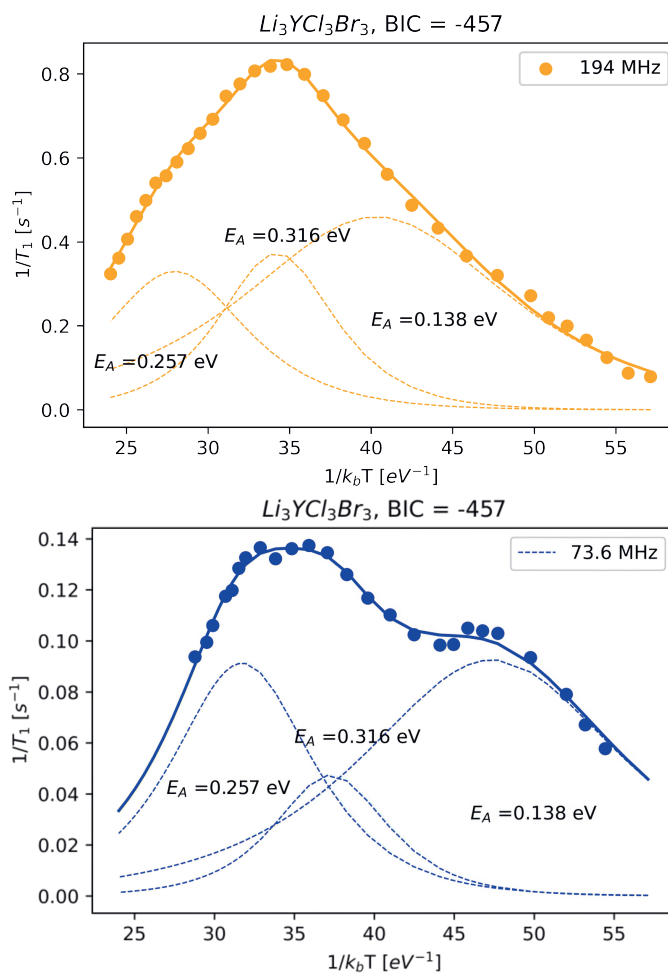 Li3YCl3Br3, BIC = -457
194 MHz
0.8
0.6
0.4
0.2
0.0
1/T1 [s−1]
EA =0.316 eV
EA =0.138 eV
EA =0.257 eV
25 30 35 40 45 50 55
1/kbT [eV−1]
Li3YCl3Br3, BIC = -457
73.6 MHz
0.14
0.12
0.10
0.08
0.06
0.04
0.02
0.00
1/T1 [s−1]
EA =0.316 eV
EA =0.257 eV
EA =0.138 eV
25 30 35 40 45 50 55
1/kbT [eV−1]